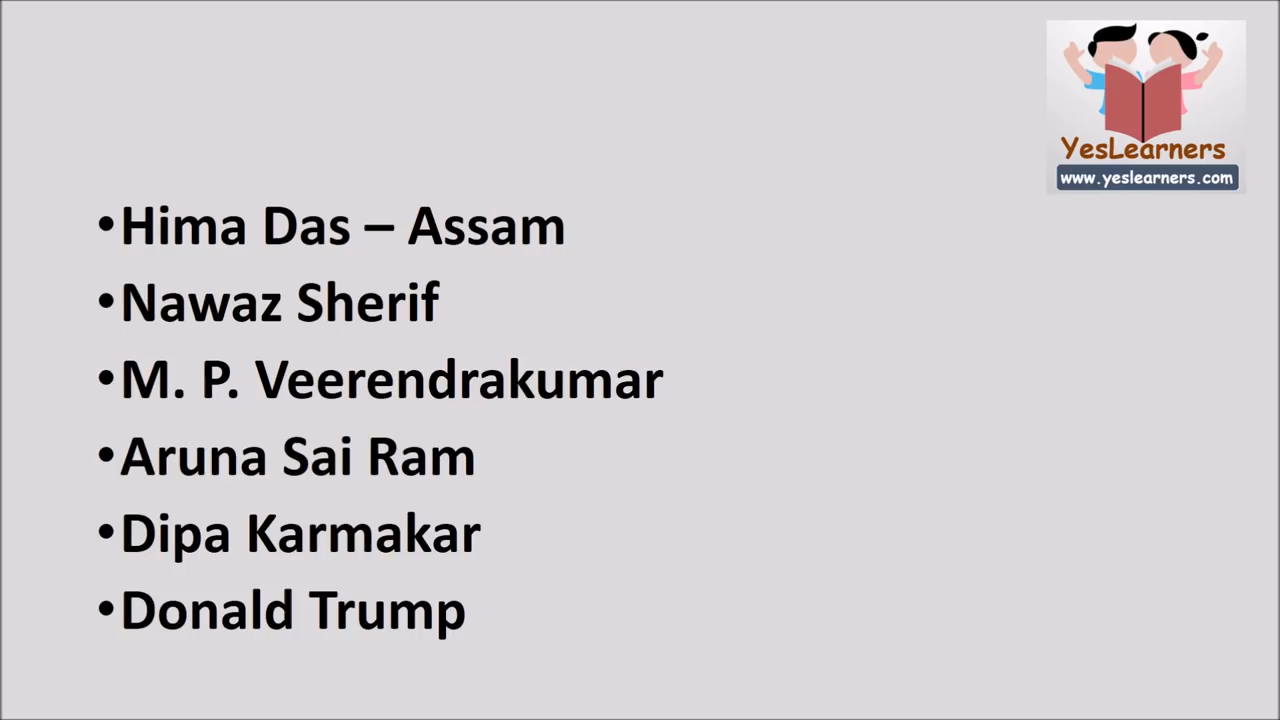 YesLearners
www.yeslearners.com
•Hima Das – Assam
•Nawaz Sherif
•M. P. Veerendrakumar
•Aruna Sai Ram
•Dipa Karmakar
•Donald Trump